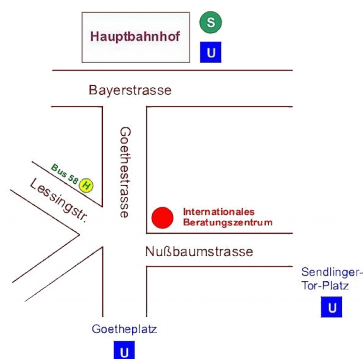 S
Hauptbahnhof
U
Bayerstrasse
Goethestrasse
Bus 58 H
Lessingstr.
Internationales
Beratungszentrum
Nußbaumstrasse
Sendlinger-
Tor-Platz
U
Goetheplatz
U